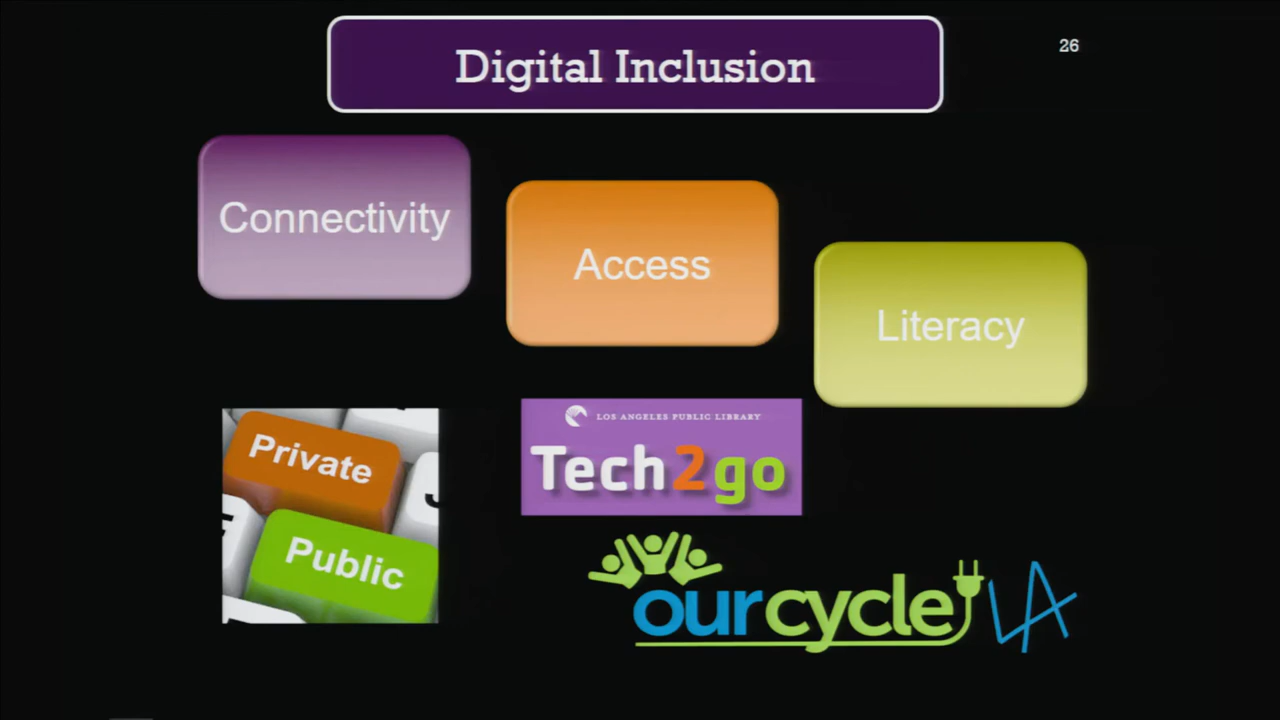 Digital Inclusion
26
Connectivity
Access
Literacy
Private
Public
LOS ANGELES PUBLIC LIBRARY
Tech2go
ourcycle LA